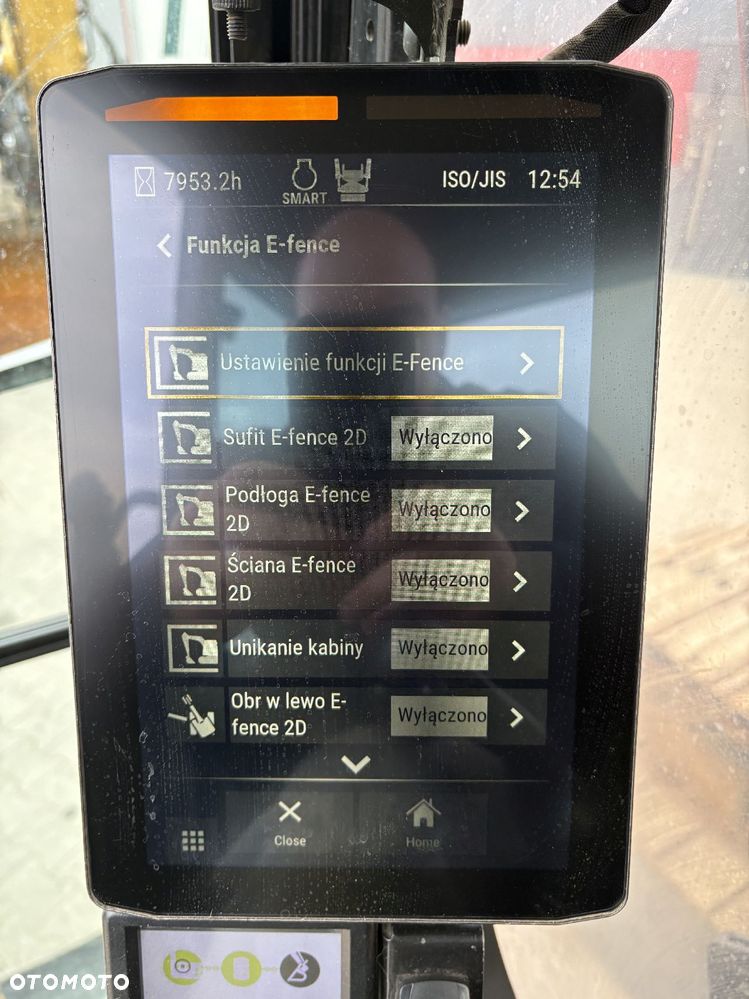 7953.2h
SMART
ISO/JIS 12:54
Funkcja E-fence
Ustawienie funkcji E-Fence
Sufit E-fence 2D Wyłączono
Podłoga E-fence
2D
Wyłączono
Ściana E-fence
2D
Wyłączono
Unikanie kabiny Wyłączono
Obr w lewo E-
fence 2D
Wyłączono
Close
Home
OTOMOTO